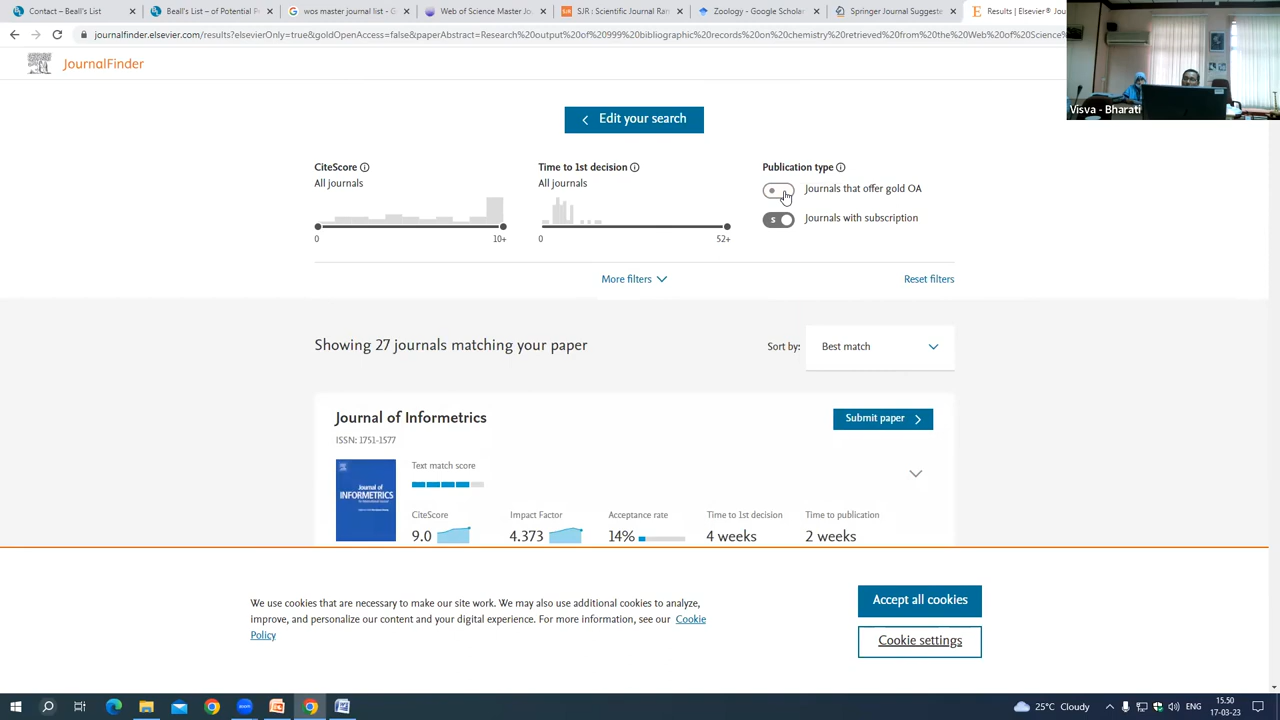 Contact – Beall's List
Beall's List – of Potential P
wos master journal list - G
Web of Science Master Jo
SJR : Scientific Journal Ran
Zoology - Google Scholar
Springer Journal Suggest
Results | Elsevier® Jou
journalfinder.elsevier.com/results?elsevierOnly=true&goldOpenAccess=false&paperAbstract=Research%20output%20of%20999%20bibliographic%20records%20on%20chemistry%20retrieved%20from%20the%20Web%20of%20Science%
JournalFinder
Visva - Bharati
Edit your search
CiteScore
All journals
0
10+
Time to 1st decision
All journals
0
52+
Publication type
Journals that offer gold OA
S
Journals with subscription
More filters
Reset filters
Showing 27 journals matching your paper
Sort by:
Best match
Journal of Informetrics
Submit paper
ISSN: 1751-1577
Journal of
INFORMETRICS
Text match score
CiteScore
Impact Factor
Acceptance rate
Time to 1st decision
Time to publication
9.0
4.373
14%
4 weeks
2 weeks
We use cookies that are necessary to make our site work. We may also use additional cookies to analyze,
improve, and personalize our content and your digital experience. For more information, see our Cookie
Policy
Accept all cookies
Cookie settings
25°C Cloudy
ENG
15.50
17-03-23